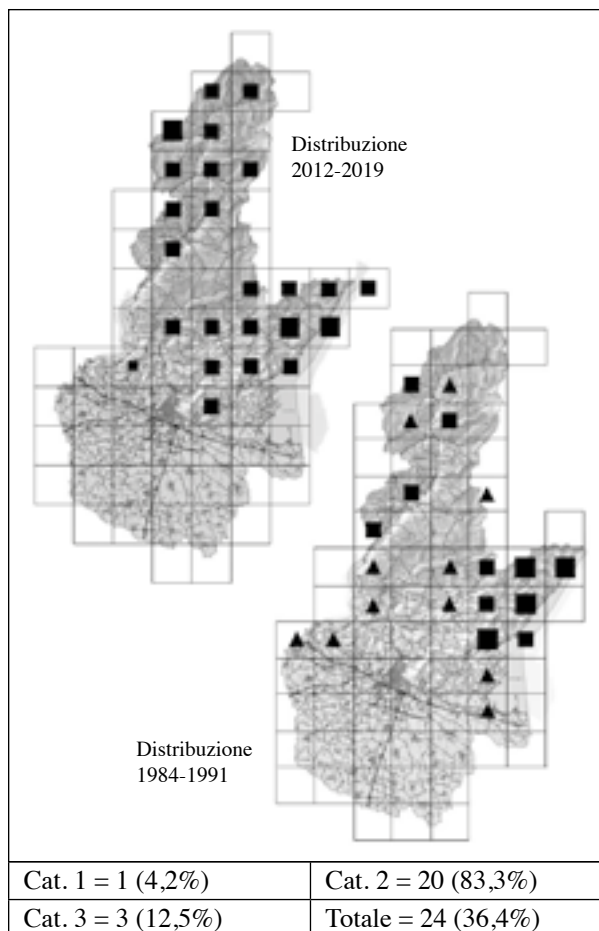 Distribuzione
2012-2019
Distribuzione
1984-1991
Cat. 1 = 1 (4,2%)
Cat. 2 = 20 (83,3%)
Cat. 3 = 3 (12,5%)
Totale = 24 (36,4%)